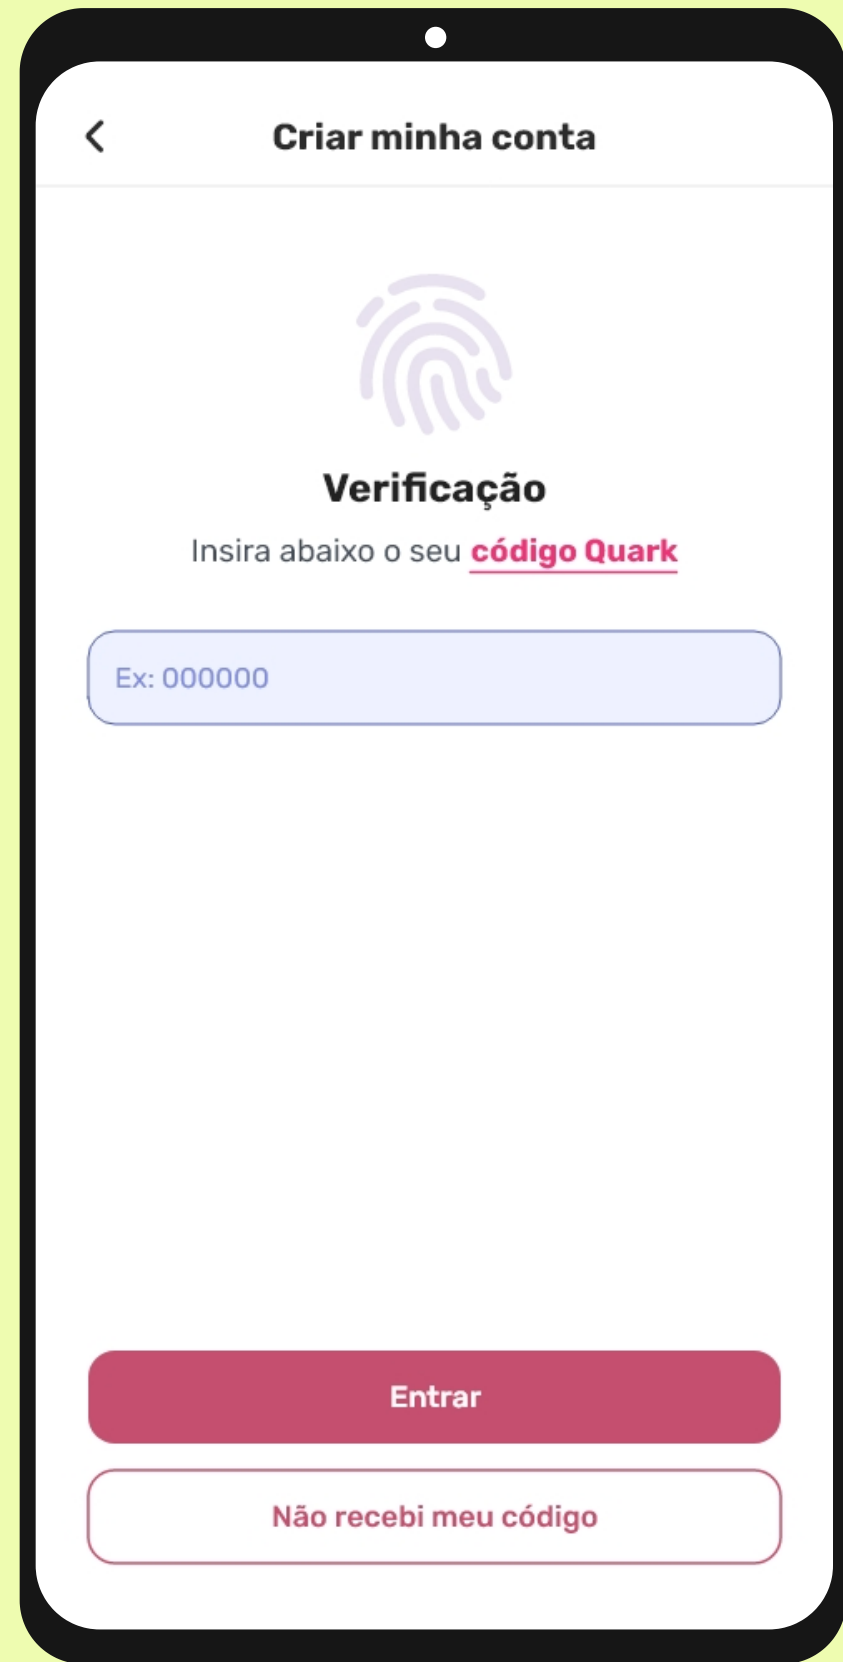 Criar minha conta
Verificação
Insira abaixo o seu código Quark
Ex: 000000
Entrar
Não recebi meu código